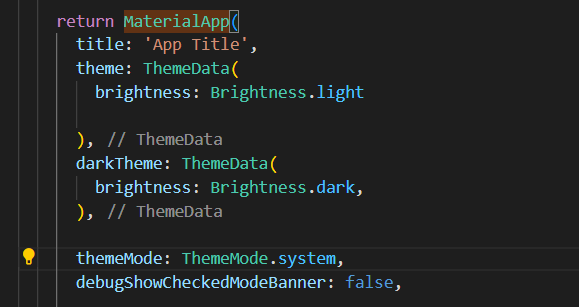 return MaterialApp(
title: 'App Title',
theme: ThemeData(
brightness: Brightness.light
), // ThemeData
darkTheme: ThemeData(
brightness: Brightness.dark,
), // ThemeData
themeMode: ThemeMode.system,
debugShowCheckedModeBanner: false,